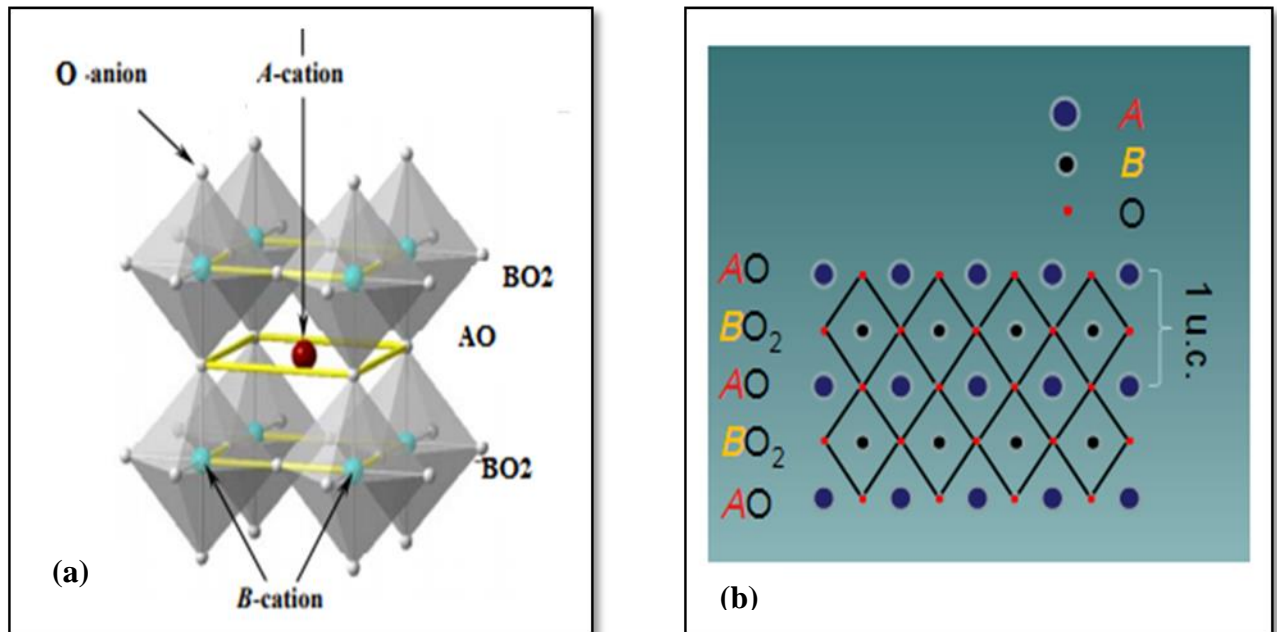 O -anion
A-cation
BO2
AO
BO2
B-cation
(a)
A
B
O
AO
BO₂
AO
BO₂
AO
1 u.c.
(b)